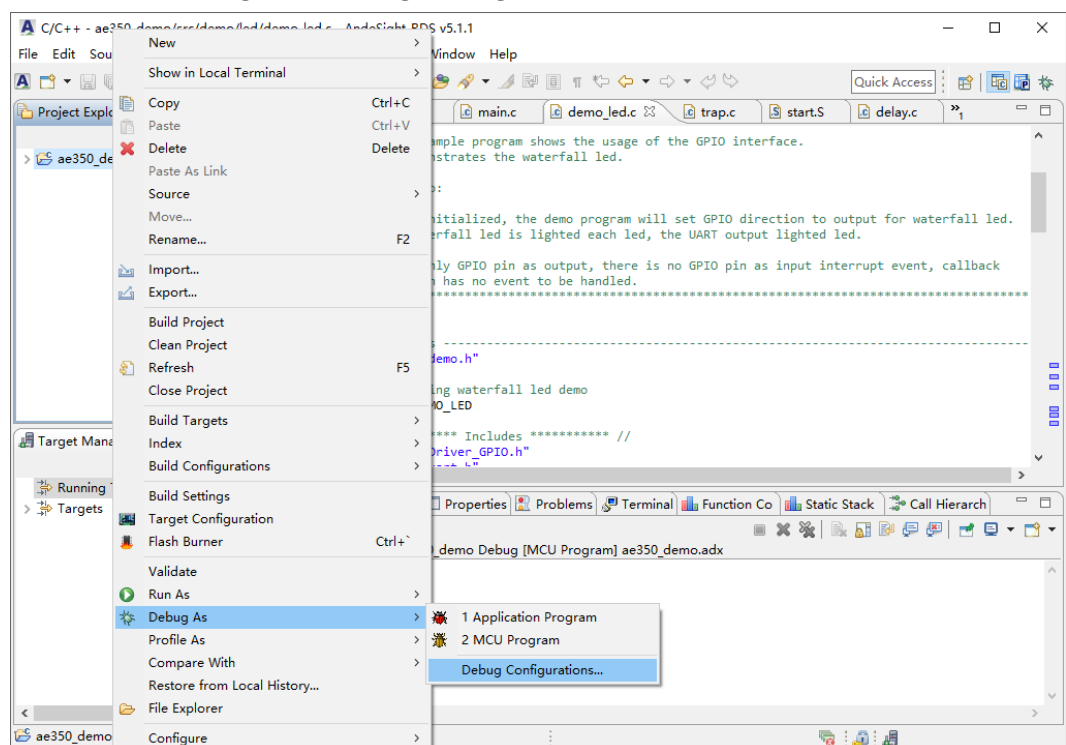 C/C++ - ae350_demo/src/demo/led/demo_led.c - AndeSight RDS v5.1.1
File Edit Sou Window Help
Quick Access
Project Explo
main.c demo_led.c trap.c start.S delay.c »1
ae350_de
New
Show in Local Terminal
Copy Ctrl+C
Paste Ctrl+V
Delete Delete
Paste As Link
Source
Move...
Rename... F2
Import...
Export...
Build Project
Clean Project
Refresh F5
Close Project
Build Targets
Index
Build Configurations
Build Settings
Target Configuration
Flash Burner Ctrl+`
Validate
Run As
Debug As
Profile As
Compare With
Restore from Local History...
File Explorer
Configure
ample program shows the usage of the GPIO interface.
nstrates the waterfall led.
o:
nitialized, the demo program will set GPIO direction to output for waterfall led.
erfall led is lighted each led, the UART output lighted led.
nly GPIO pin as output, there is no GPIO pin as input interrupt event, callback
n has no event to be handled.
demo.h"
ing waterfall led demo
MO_LED
**** Includes *********** //
Driver_GPIO.h"
Target Mana
Running T
Targets
Properties Problems Terminal Function Co Static Stack Call Hierarch
_demo Debug [MCU Program] ae350_demo.adx
1 Application Program
2 MCU Program
Debug Configurations...
ae350_demo